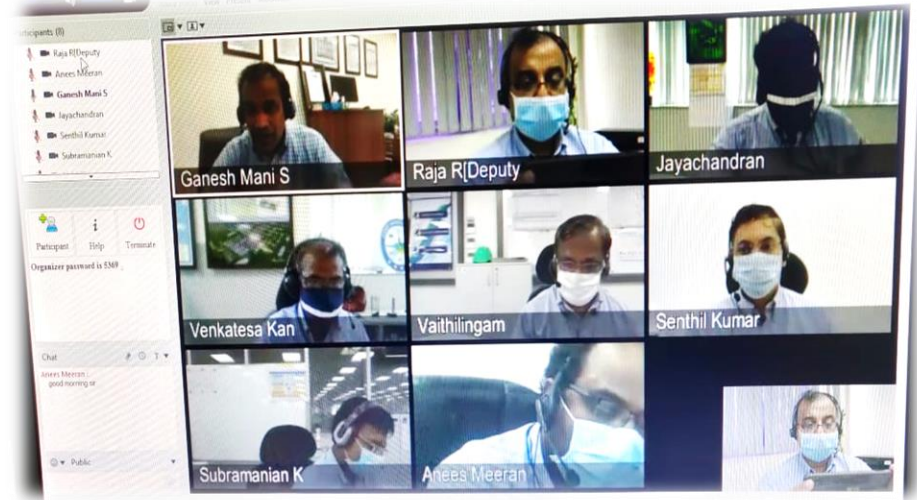 Participants (8)
Raja R[Deputy
Anees Meeran
Ganesh Mani S
Jayachandran
Senthil Kumar
Subramanian K
Participant Help Terminate
Organizer password is 5369
Chat
Anees Meeran :
good morning sir
Public
Ganesh Mani S
Raja R[Deputy
Jayachandran
Venkatesa Kan
Vaithilingam
Senthil Kumar
Subramanian K
Anees Meeran